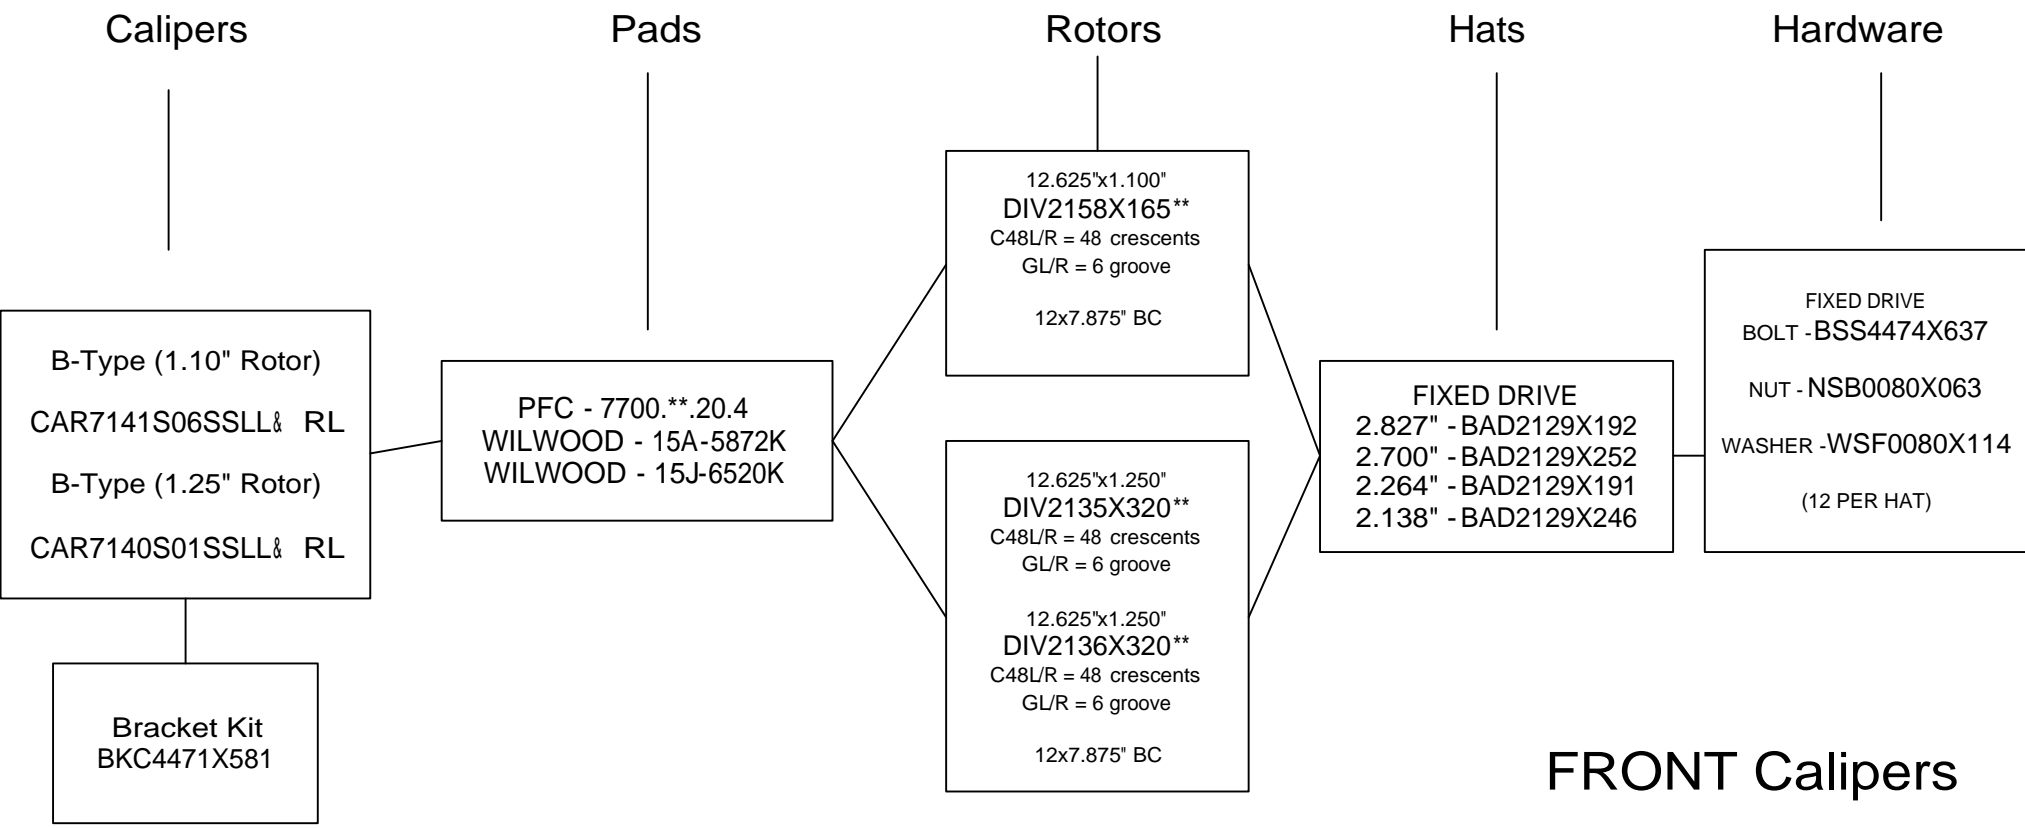 Calipers
Pads
Rotors
Hats
Hardware
B-Type (1.10" Rotor)
CAR7141S06SSLL& RL
B-Type (1.25" Rotor)
CAR7140S01SSLL& RL
Bracket Kit
BKC4471X581
PFC - 7700.**.20.4
WILWOOD - 15A-5872K
WILWOOD - 15J-6520K
12.625"x1.100"
DIV2158X165**
C48L/R = 48 crescents
GL/R = 6 groove
12x7.875" BC
12.625"x1.250"
DIV2135X320**
C48L/R = 48 crescents
GL/R = 6 groove
12.625"x1.250"
DIV2136X320**
C48L/R = 48 crescents
GL/R = 6 groove
12x7.875" BC
FIXED DRIVE
2.827" - BAD2129X192
2.700" - BAD2129X252
2.264" - BAD2129X191
2.138" - BAD2129X246
FIXED DRIVE
BOLT - BSS4474X637
NUT - NSB0080X063
WASHER - WSF0080X114
(12 PER HAT)
FRONT Calipers